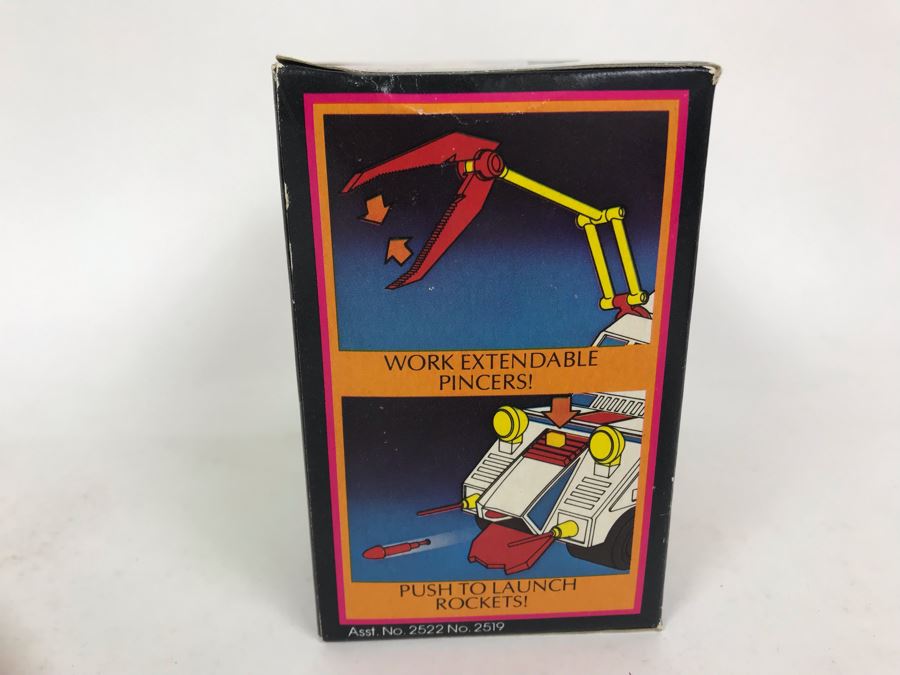 WORK EXTENDABLE
PINCERS!
PUSH TO LAUNCH
ROCKETS!
Asst. No. 2522 No. 2519